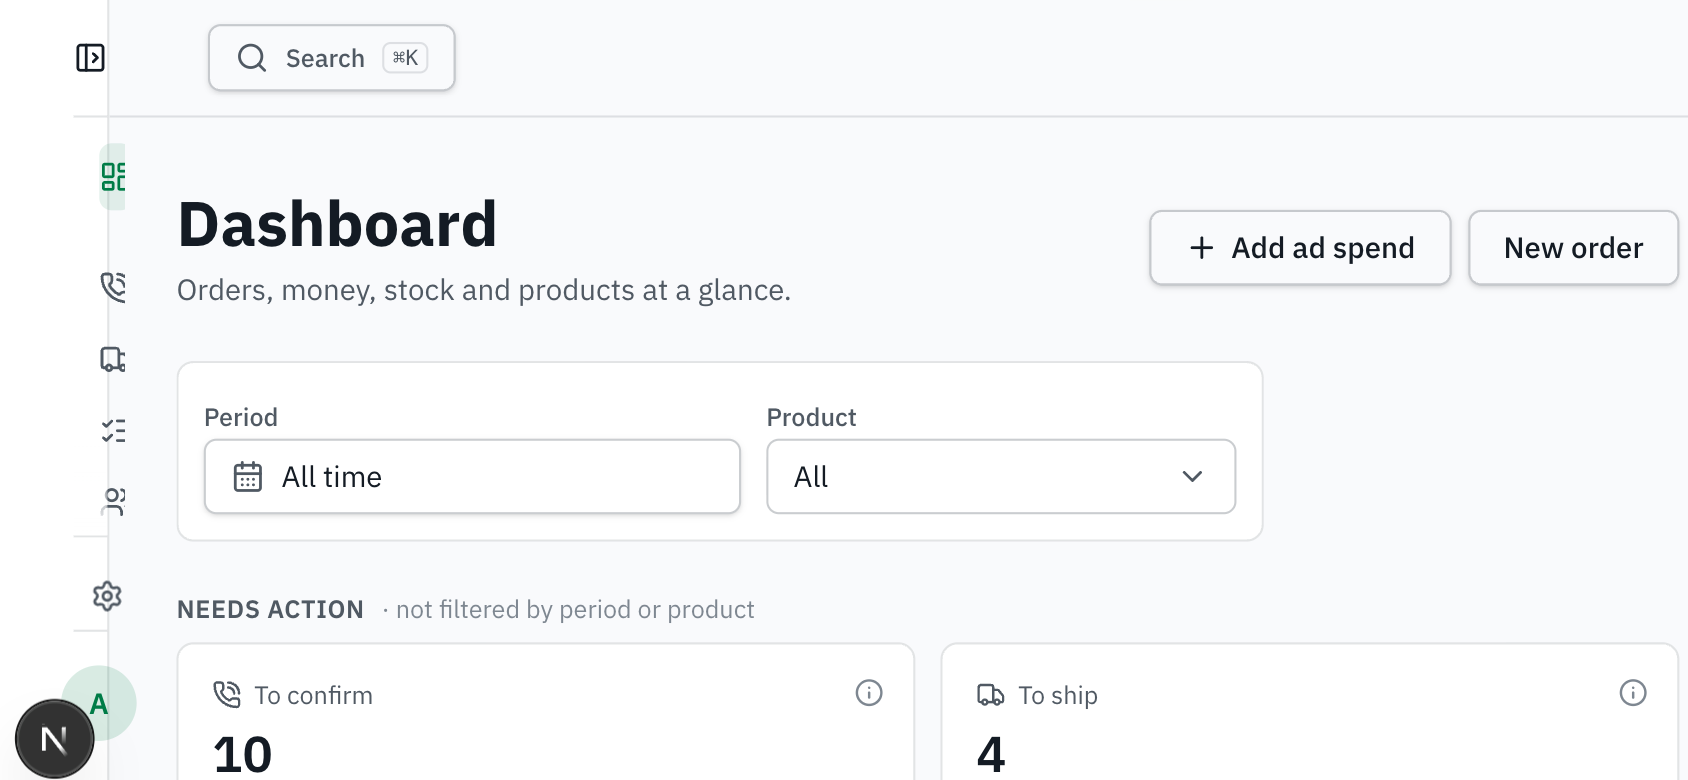 Search ⌘K
Dashboard
Orders, money, stock and products at a glance.
+ Add ad spend
New order
Period
Product
All time
All
NEEDS ACTION · not filtered by period or product
To confirm
To ship
10
4
A
N